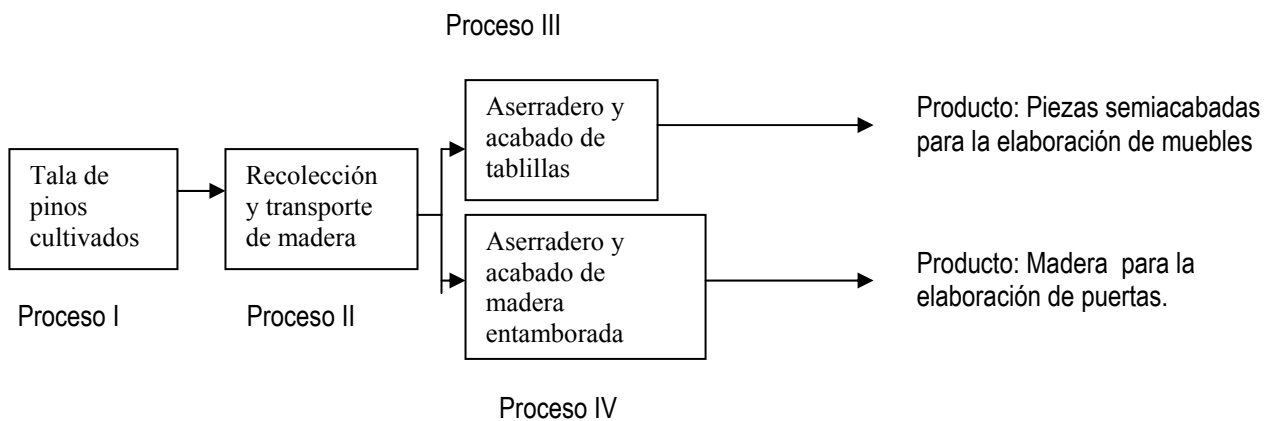 Proceso III
Aserradero y
acabado de
tablillas
Producto: Piezas semiacabadas
para la elaboración de muebles
Tala de
pinos
cultivados
Recolección
y transporte
de madera
Aserradero y
acabado de
madera
entamborada
Producto: Madera para la
elaboración de puertas.
Proceso I
Proceso II
Proceso IV